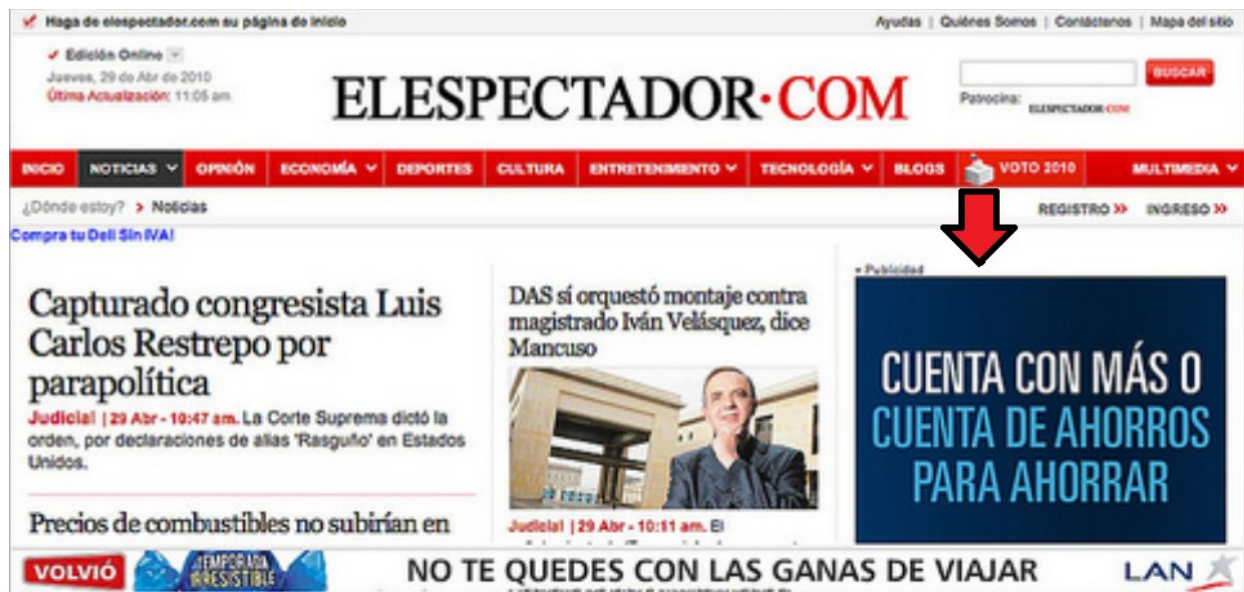 Haga de elespectador.com su página de inicio
Ayudas | Quiénes Somos | Contáctenos | Mapa del sitio
Edición Online
Jueves, 29 de Abr de 2010
Última Actualización: 11:05 am
ELESPECTADOR·COM
BUSCAR
Patrocina: ELESPECTADOR·COM
INICIO NOTICIAS OPINIÓN ECONOMÍA DEPORTES CULTURA ENTRETENIMIENTO TECNOLOGÍA BLOGS VOTO 2010 MULTIMEDIA
¿Dónde estoy? > Noticias
REGISTRO » INGRESO »
Compra tu Dell Sin IVA!
Capturado congresista Luis
Carlos Restrepo por
parapolítica
Judicial | 29 Abr - 10:47 am. La Corte Suprema dictó la
orden, por declaraciones de alias 'Rasguño' en Estados
Unidos.
Precios de combustibles no subirían en
DAS sí orquestó montaje contra
magistrado Iván Velásquez, dice
Mancuso
Judicial | 29 Abr - 10:11 am. El
Publicidad
CUENTA CON MÁS O
CUENTA DE AHORROS
PARA AHORRAR
VOLVIÓ
TEMPORADA
IRRESISTIBLE
NO TE QUEDES CON LAS GANAS DE VIAJAR
LAN